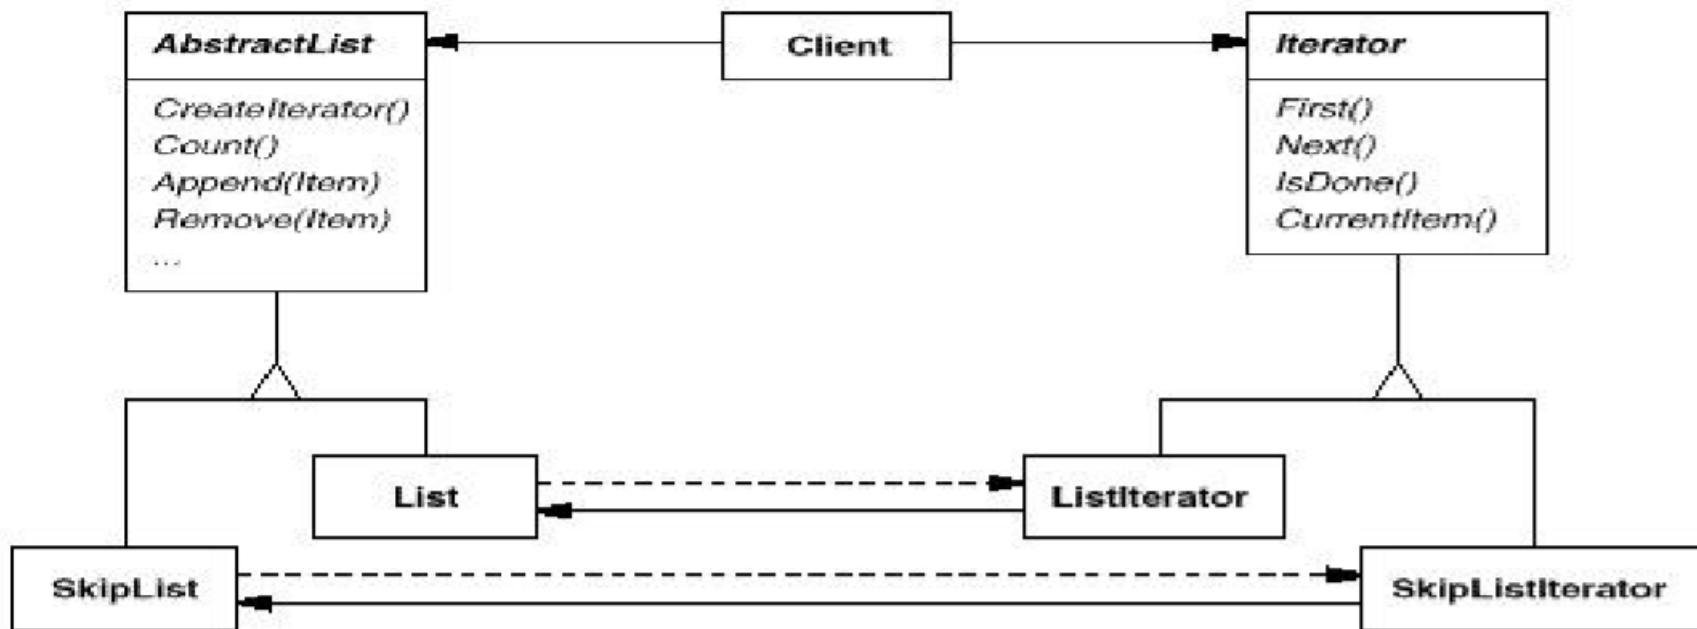 AbstractList
CreateIterator()
Count()
Append(Item)
Remove(Item)
...
Client
Iterator
First()
Next()
IsDone()
CurrentItem()
List
ListIterator
SkipList
SkipListIterator